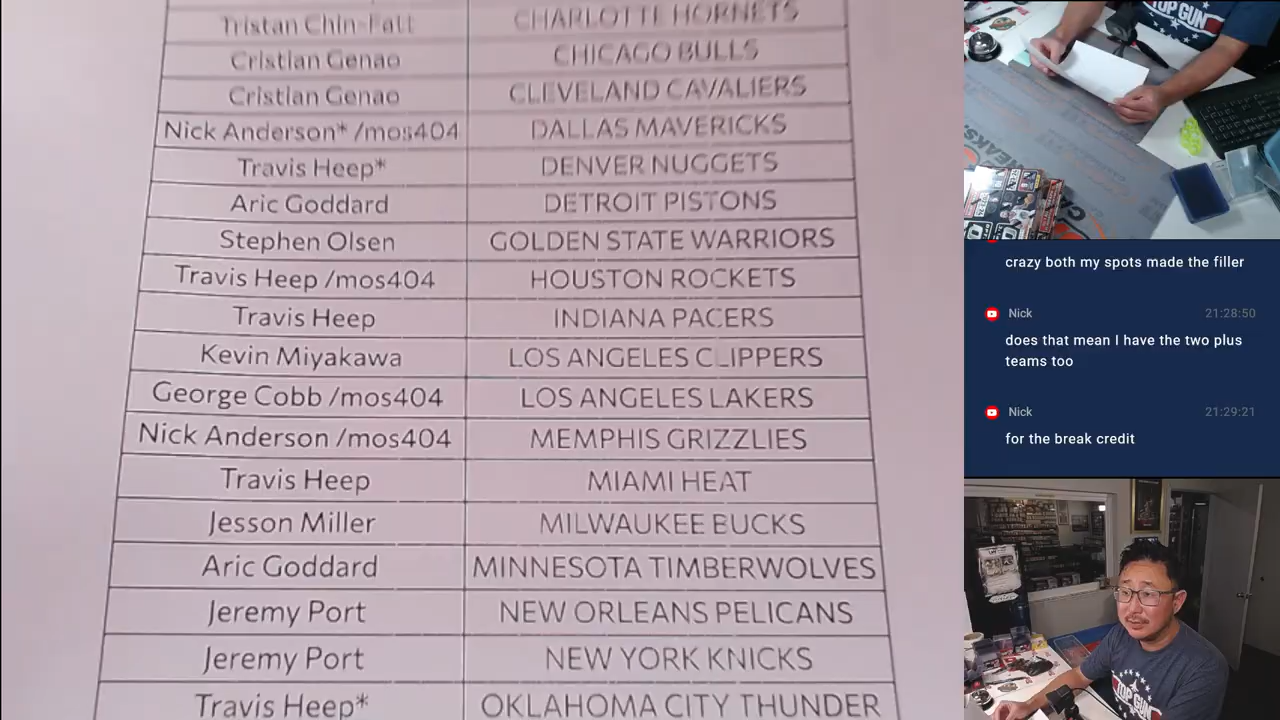 Tristan Chin-Fatt CHARLOTTE HORNETS
Cristian Genao CHICAGO BULLS
Cristian Genao CLEVELAND CAVALIERS
Nick Anderson* /mos404 DALLAS MAVERICKS
Travis Heep* DENVER NUGGETS
Aric Goddard DETROIT PISTONS
Stephen Olsen GOLDEN STATE WARRIORS
Travis Heep /mos404 HOUSTON ROCKETS
Travis Heep INDIANA PACERS
Kevin Miyakawa LOS ANGELES CLIPPERS
George Cobb /mos404 LOS ANGELES LAKERS
Nick Anderson /mos404 MEMPHIS GRIZZLIES
Travis Heep MIAMI HEAT
Jesson Miller MILWAUKEE BUCKS
Aric Goddard MINNESOTA TIMBERWOLVES
Jeremy Port NEW ORLEANS PELICANS
Jeremy Port NEW YORK KNICKS
Travis Heep* OKLAHOMA CITY THUNDER
TOP GUN
crazy both my spots made the filler
Nick 21:28:50
does that mean I have the two plus
teams too
Nick 21:29:21
for the break credit
TOP GUN